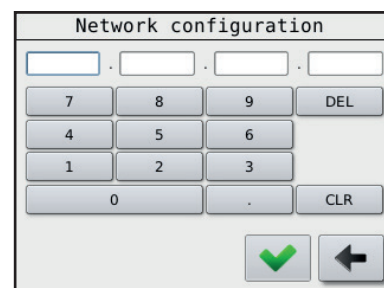 Network configuration
. . .
7 8 9 DEL
4 5 6
1 2 3
0 . CLR